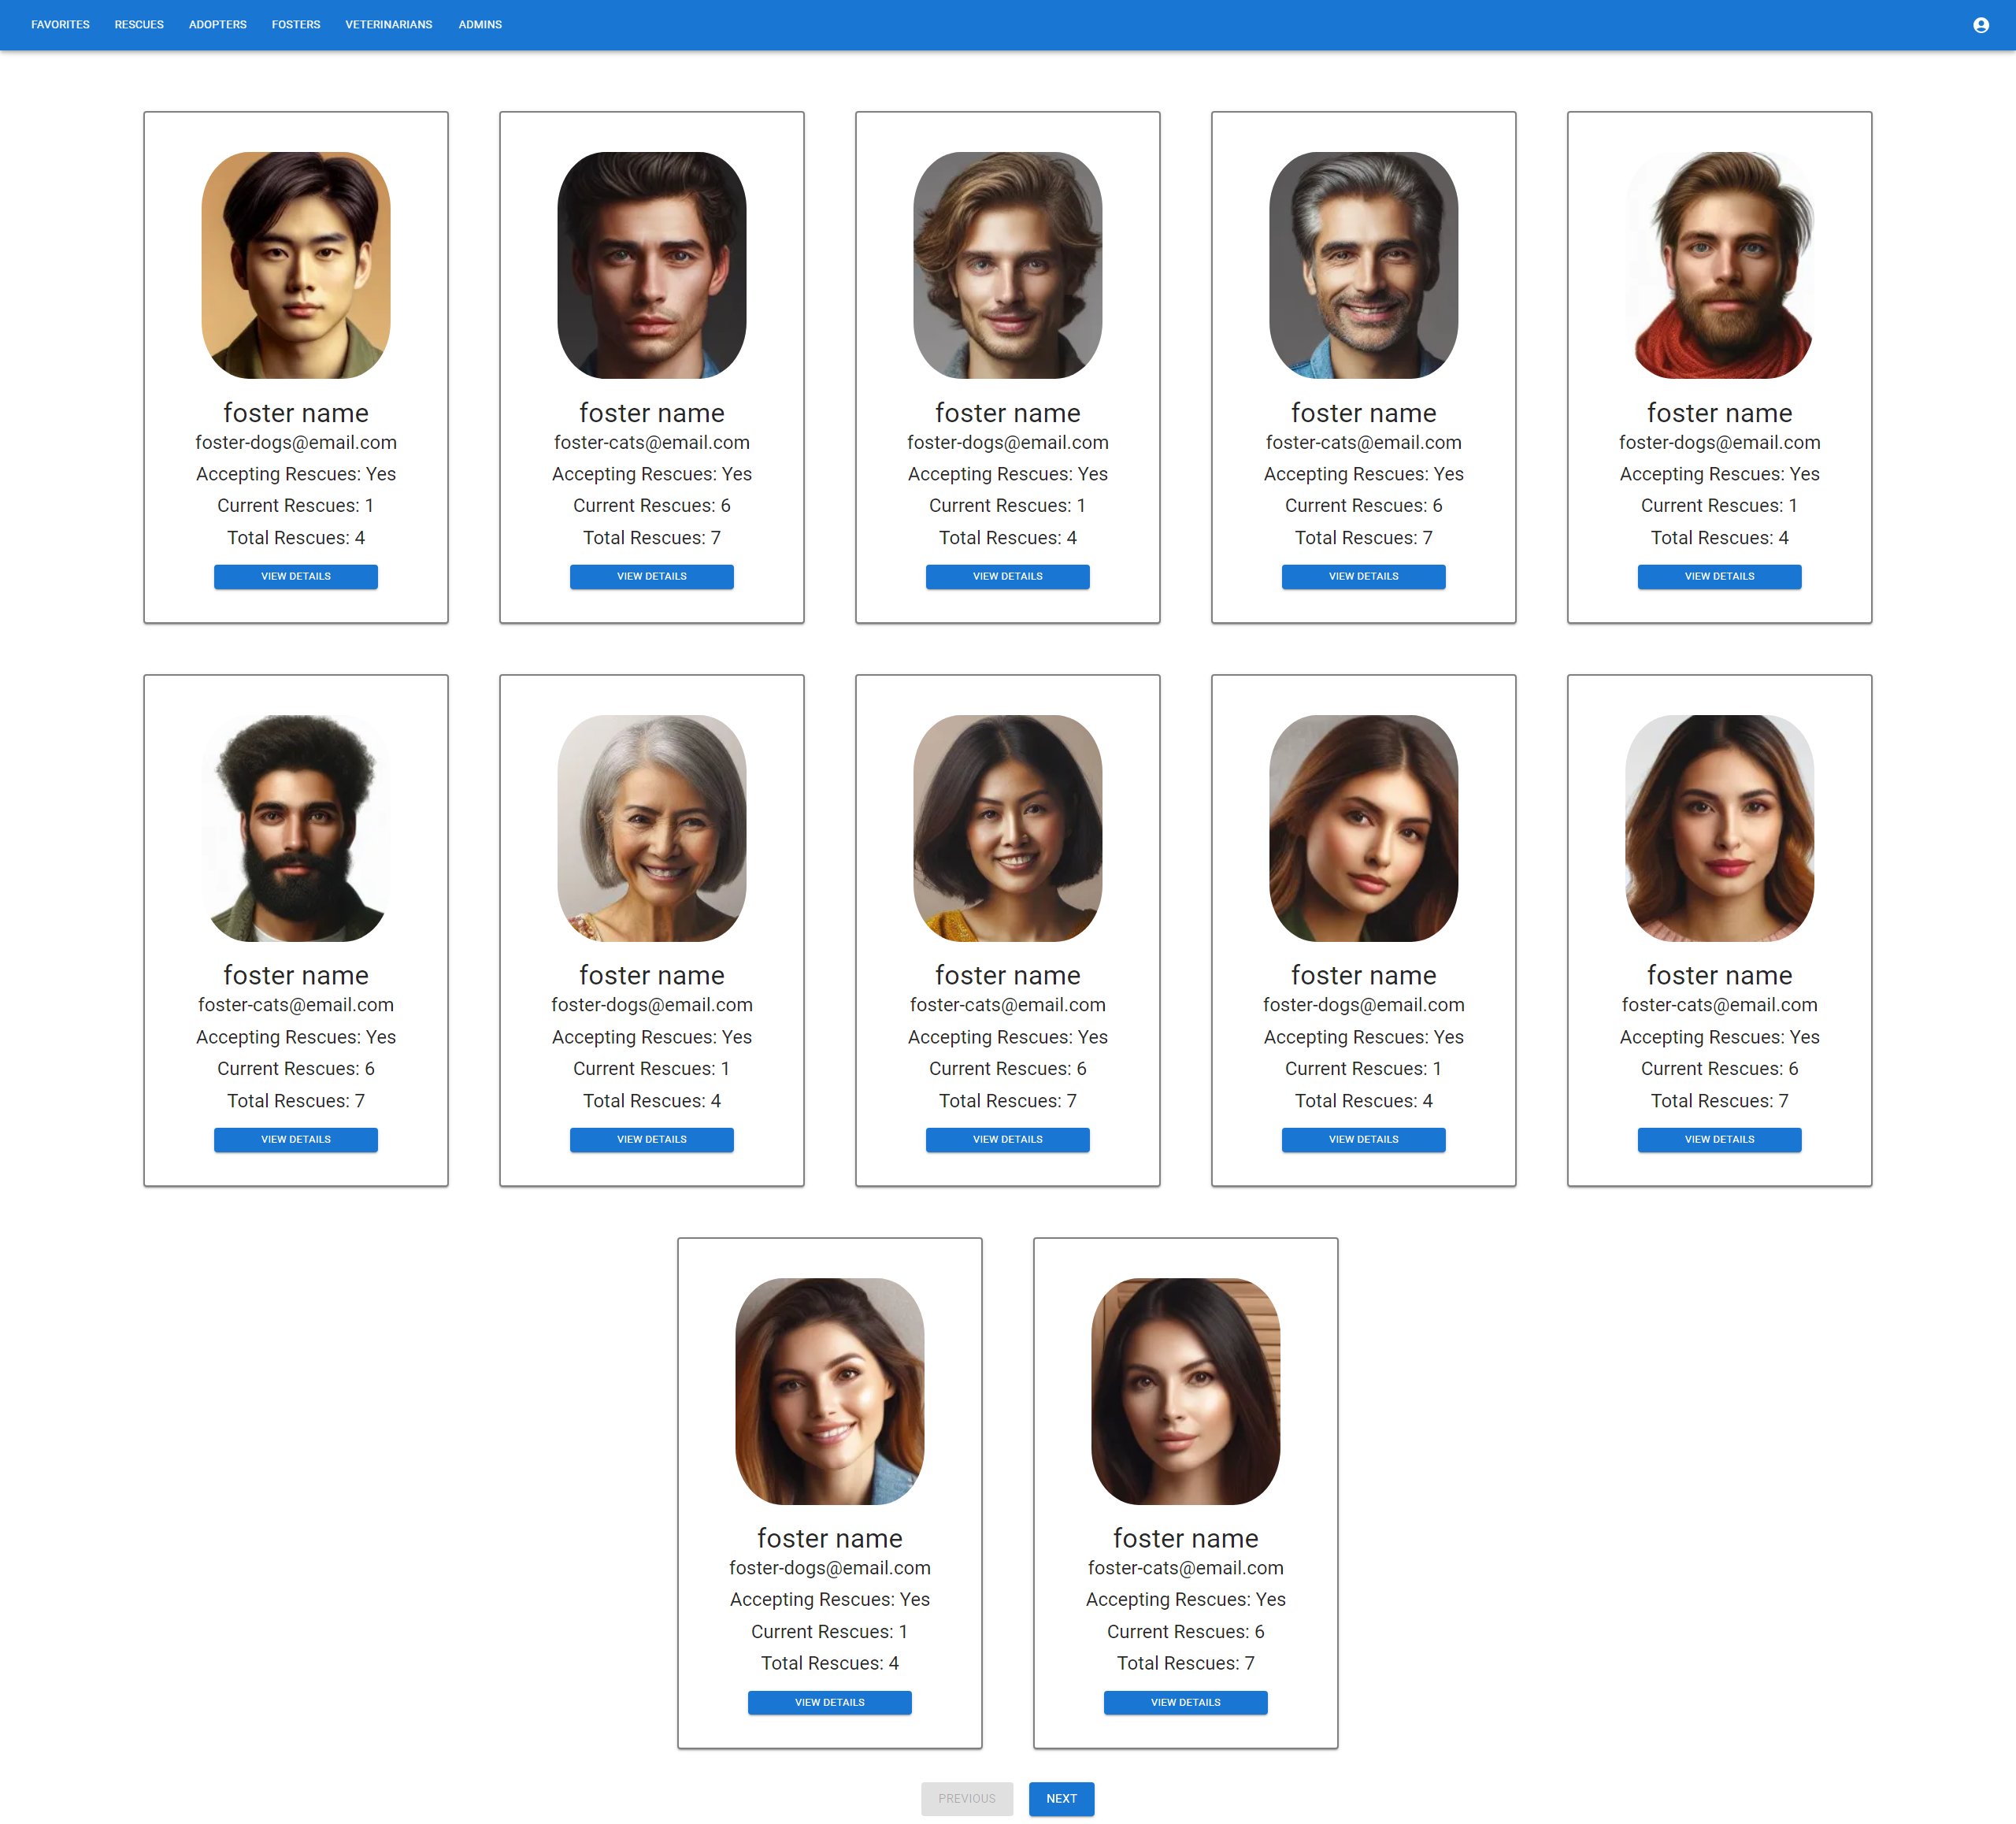 FAVORITES RESCUES ADOPTERS FOSTERS VETERINARIANS ADMINS
foster name
foster-dogs@email.com
Accepting Rescues: Yes
Current Rescues: 1
Total Rescues: 4
VIEW DETAILS
foster name
foster-cats@email.com
Accepting Rescues: Yes
Current Rescues: 6
Total Rescues: 7
VIEW DETAILS
foster name
foster-dogs@email.com
Accepting Rescues: Yes
Current Rescues: 1
Total Rescues: 4
VIEW DETAILS
foster name
foster-cats@email.com
Accepting Rescues: Yes
Current Rescues: 6
Total Rescues: 7
VIEW DETAILS
foster name
foster-dogs@email.com
Accepting Rescues: Yes
Current Rescues: 1
Total Rescues: 4
VIEW DETAILS
foster name
foster-cats@email.com
Accepting Rescues: Yes
Current Rescues: 6
Total Rescues: 7
VIEW DETAILS
foster name
foster-dogs@email.com
Accepting Rescues: Yes
Current Rescues: 1
Total Rescues: 4
VIEW DETAILS
foster name
foster-cats@email.com
Accepting Rescues: Yes
Current Rescues: 6
Total Rescues: 7
VIEW DETAILS
foster name
foster-dogs@email.com
Accepting Rescues: Yes
Current Rescues: 1
Total Rescues: 4
VIEW DETAILS
foster name
foster-cats@email.com
Accepting Rescues: Yes
Current Rescues: 6
Total Rescues: 7
VIEW DETAILS
foster name
foster-dogs@email.com
Accepting Rescues: Yes
Current Rescues: 1
Total Rescues: 4
VIEW DETAILS
foster name
foster-cats@email.com
Accepting Rescues: Yes
Current Rescues: 6
Total Rescues: 7
VIEW DETAILS
PREVIOUS NEXT